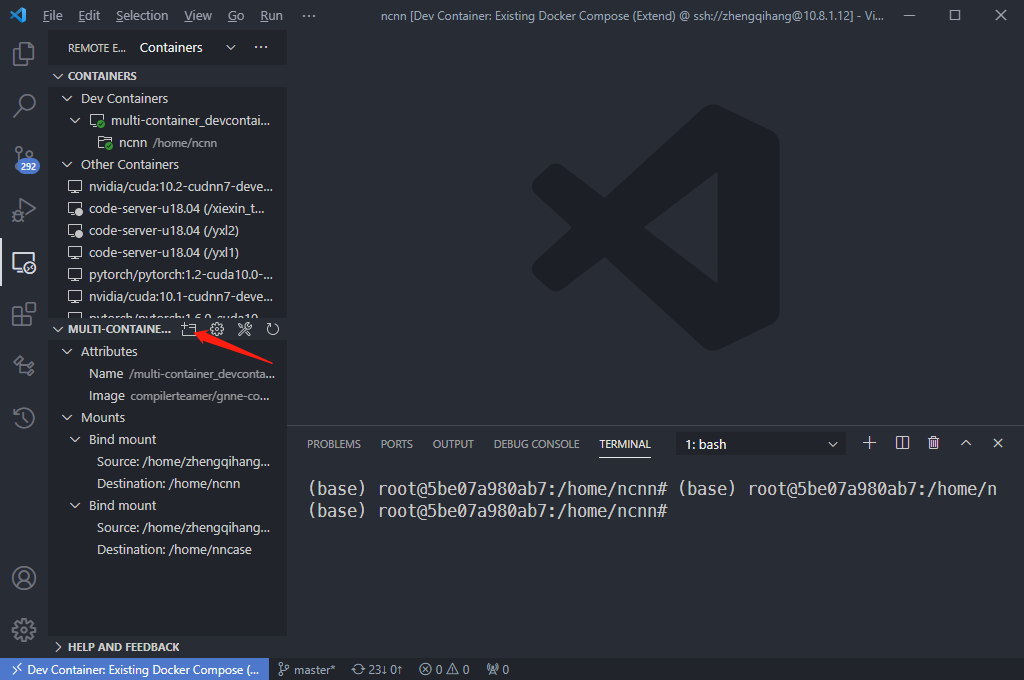 File Edit Selection View Go Run ··· ncnn [Dev Container: Existing Docker Compose (Extend) @ ssh://zhengqihang@10.8.1.12] - Vi...
REMOTE E... Containers ···
CONTAINERS
Dev Containers
multi-container_devcontai...
ncnn /home/ncnn
292
Other Containers
nvidia/cuda:10.2-cudnn7-deve...
code-server-u18.04 (/xiexin_t...
code-server-u18.04 (/yxl2)
code-server-u18.04 (/yxl1)
pytorch/pytorch:1.2-cuda10.0-...
nvidia/cuda:10.1-cudnn7-deve...
pytorch/pytorch:1.6.0-cuda10...
MULTI-CONTAINE...
Attributes
Name /multi-container_devconta...
Image compilerteamer/gnne-co...
Mounts
Bind mount
Source: /home/zhengqihang...
Destination: /home/ncnn
Bind mount
Source: /home/zhengqihang...
Destination: /home/nncase
HELP AND FEEDBACK
PROBLEMS PORTS OUTPUT DEBUG CONSOLE TERMINAL 1: bash
(base) root@5be07a980ab7:/home/ncnn# (base) root@5be07a980ab7:/home/n
(base) root@5be07a980ab7:/home/ncnn#
Dev Container: Existing Docker Compose (... master* 23↓ 0↑ 0 0 0